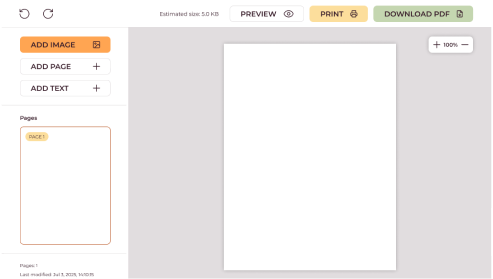 Estimated size: 5.0 KB
PREVIEW
PRINT
DOWNLOAD PDF
ADD IMAGE
ADD PAGE
ADD TEXT
100%
Pages
PAGE 1
Pages: 1
Last modified: Jul 3, 2025, 14:10:15